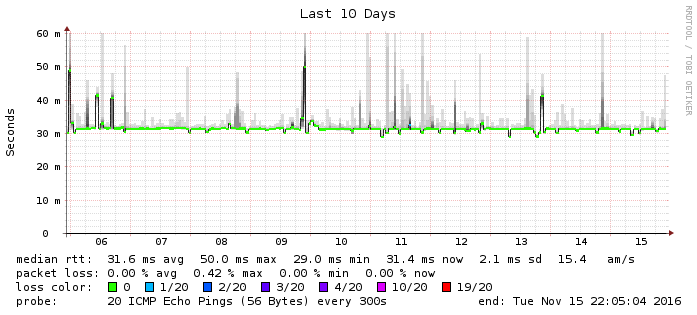 Last 10 Days
RRDTOOL / TOBI OETIKER
Seconds
60 m
50 m
40 m
30 m
20 m
10 m
0
06 07 08 09 10 11 12 13 14 15
median rtt: 31.6 ms avg 50.0 ms max 29.0 ms min 31.4 ms now 2.1 ms sd 15.4 am/s
packet loss: 0.00 % avg 0.42 % max 0.00 % min 0.00 % now
loss color: 0 1/20 2/20 3/20 4/20 10/20 19/20
probe: 20 ICMP Echo Pings (56 Bytes) every 300s end: Tue Nov 15 22:05:04 2016